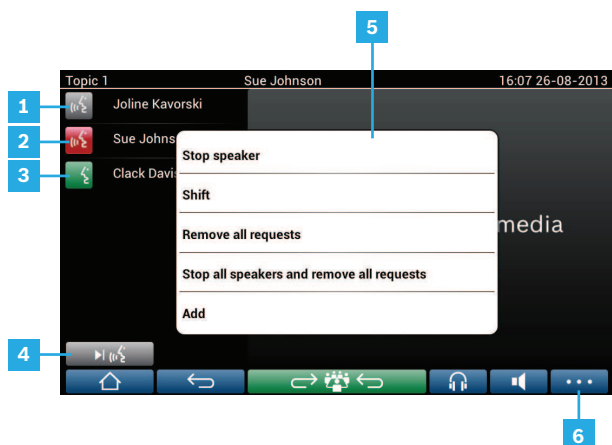 5
Topic 1 Sue Johnson 16:07 26-08-2013
1 Joline Kavorski
2 Sue Johns
Stop speaker
3 Clack Davis
Shift
Remove all requests
media
Stop all speakers and remove all requests
Add
4
6